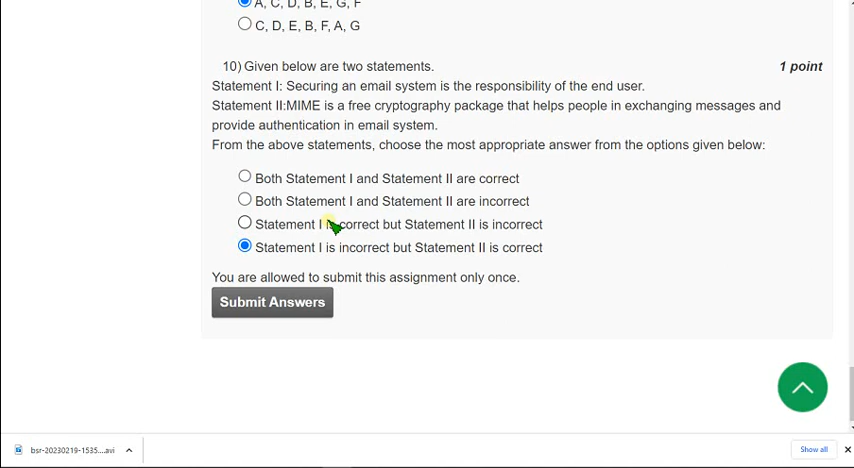 A, C, D, B, E, G, F
C, D, E, B, F, A, G
10) Given below are two statements.
1 point
Statement I: Securing an email system is the responsibility of the end user.
Statement II:MIME is a free cryptography package that helps people in exchanging messages and
provide authentication in email system.
From the above statements, choose the most appropriate answer from the options given below:
Both Statement I and Statement II are correct
Both Statement I and Statement II are incorrect
Statement I is correct but Statement II is incorrect
Statement I is incorrect but Statement II is correct
You are allowed to submit this assignment only once.
Submit Answers
bsr-20230219-1535....avi
Show all